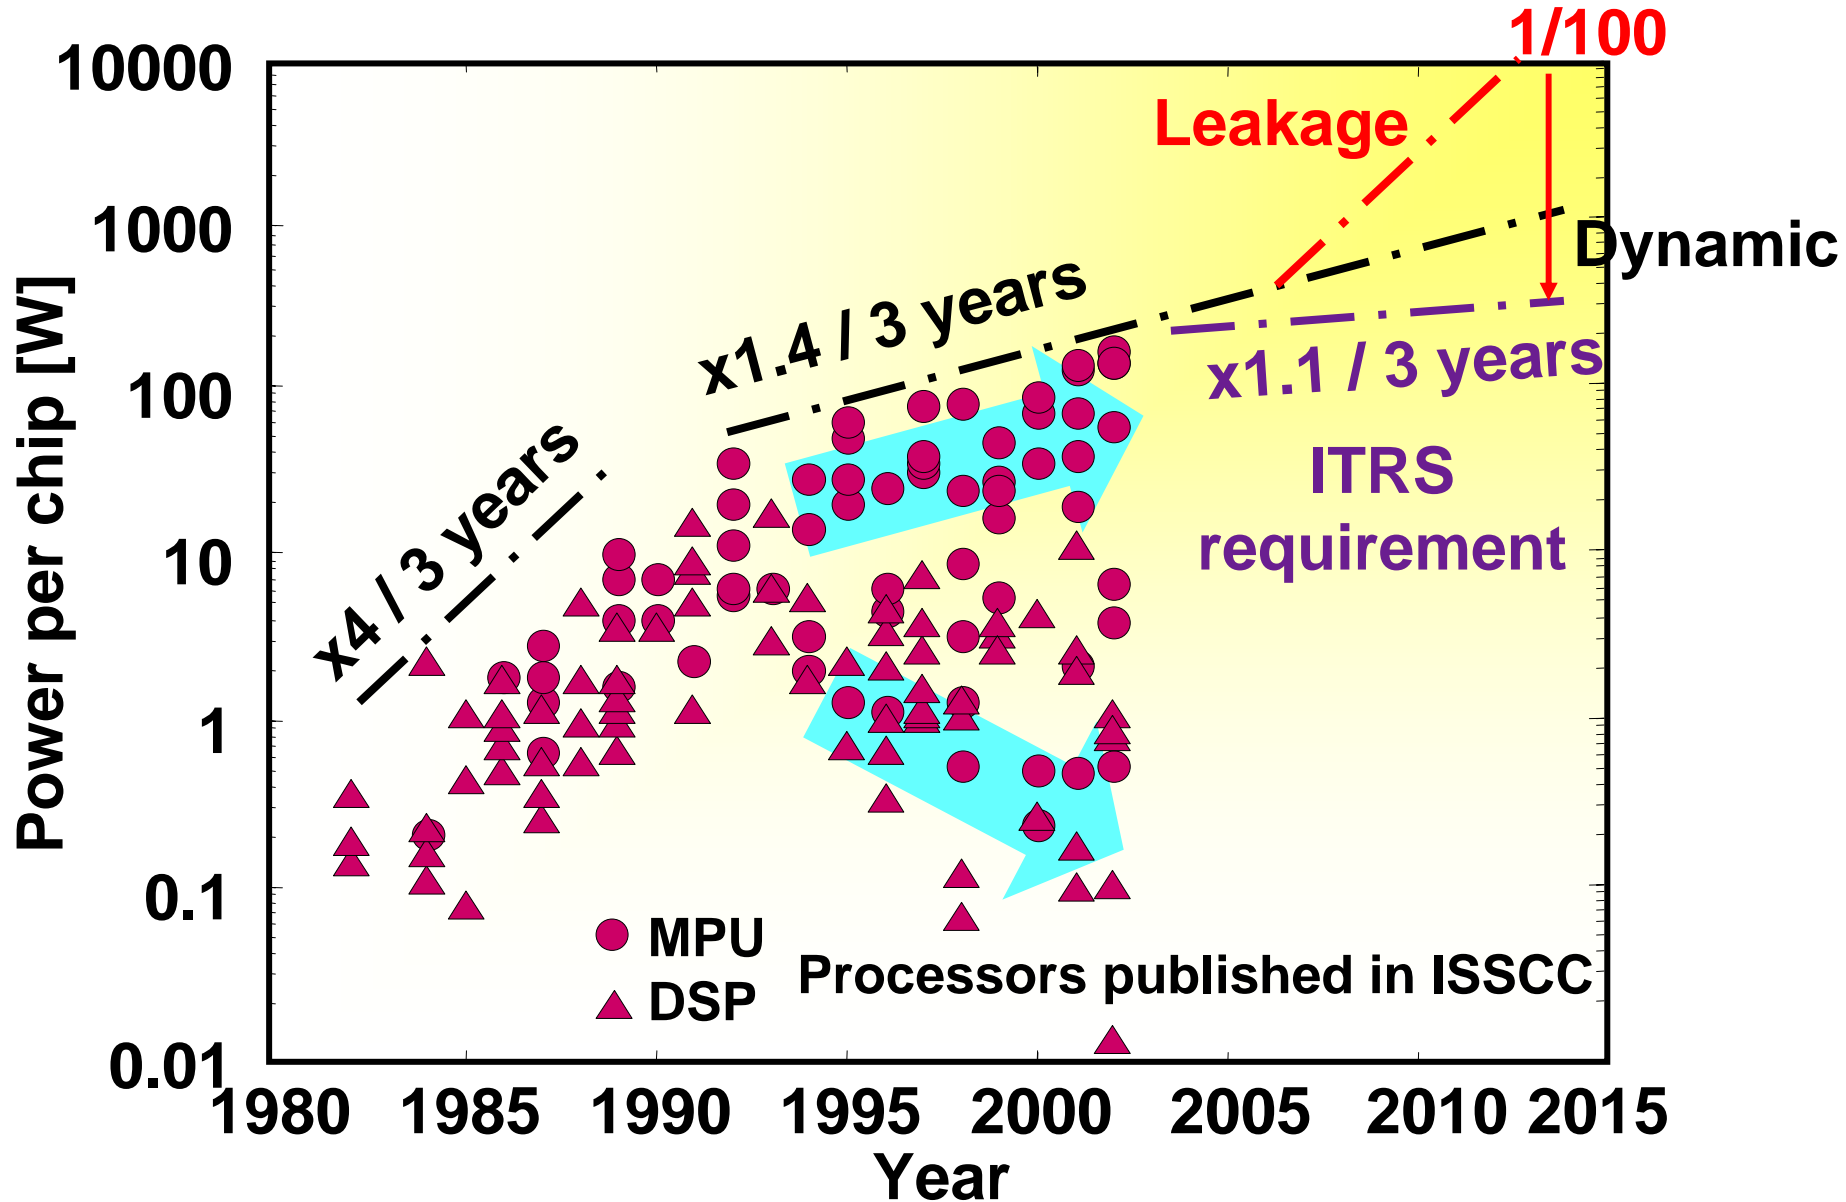 1/100
10000
Leakage
1000
Dynamic
x1.4 / 3 years
x1.1 / 3 years
100
x4 / 3 years
ITRS
requirement
10
1
0.1
MPU
DSP
Processors published in ISSCC
0.01
Power per chip [W]
1980 1985 1990 1995 2000 2005 2010 2015
Year